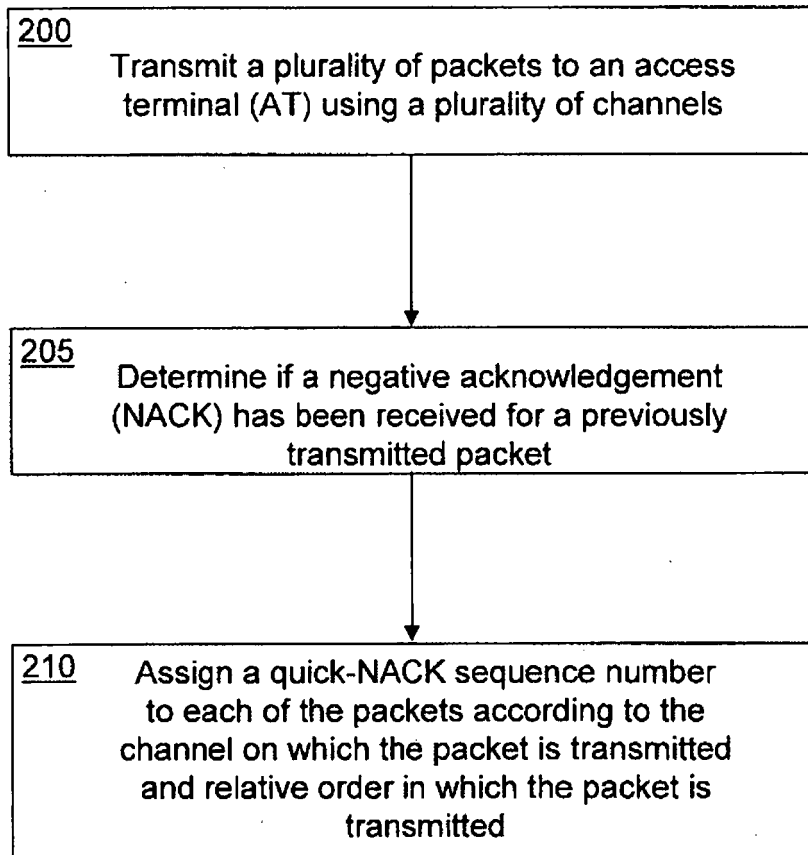 200
Transmit a plurality of packets to an access
terminal (AT) using a plurality of channels
205
Determine if a negative acknowledgement
(NACK) has been received for a previously
transmitted packet
210
Assign a quick-NACK sequence number
to each of the packets according to the
channel on which the packet is transmitted
and relative order in which the packet is
transmitted